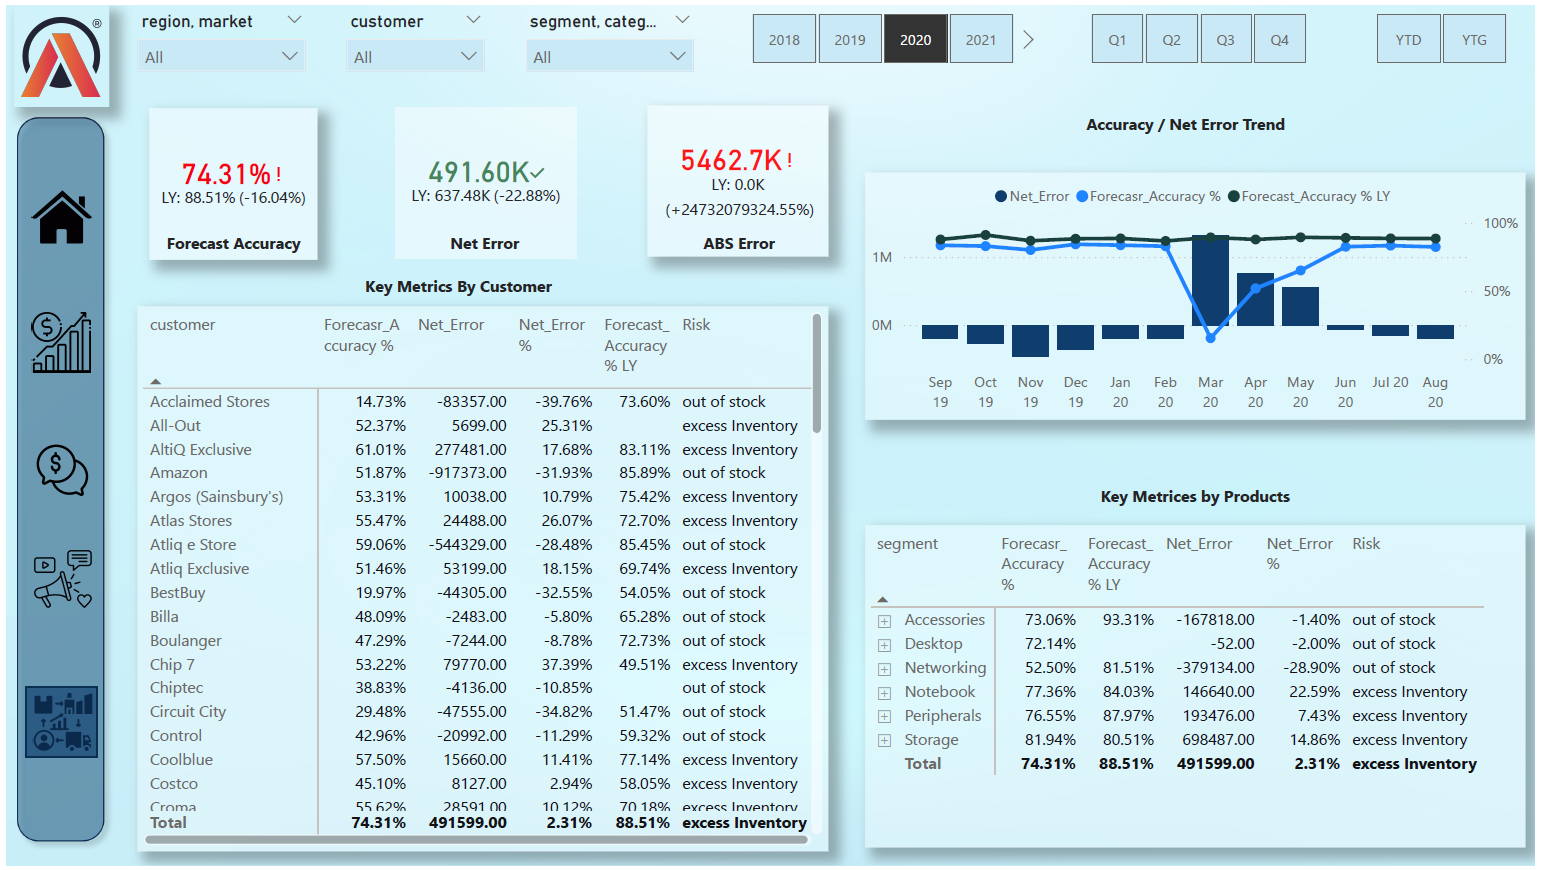 ®
region, market
customer
segment, categ...
All
All
All
2018
2019
2020
2021
Q1
Q2
Q3
Q4
YTD
YTG
74.31%!
LY: 88.51% (-16.04%)
Forecast Accuracy
491.60K
LY: 637.48K (-22.88%)
Net Error
5462.7K!
LY: 0.0K
(+24732079324.55%)
ABS Error
Key Metrics By Customer
customer Forecasr_A Net_Error Net_Error Forecast_ Risk
ccuracy % % Accuracy
% LY
Acclaimed Stores 14.73% -83357.00 -39.76% 73.60% out of stock
All-Out 52.37% 5699.00 25.31% excess Inventory
AltiQ Exclusive 61.01% 277481.00 17.68% 83.11% excess Inventory
Amazon 51.87% -917373.00 -31.93% 85.89% out of stock
Argos (Sainsbury's) 53.31% 10038.00 10.79% 75.42% excess Inventory
Atlas Stores 55.47% 24488.00 26.07% 72.70% excess Inventory
Atliq e Store 59.06% -544329.00 -28.48% 85.45% out of stock
Atliq Exclusive 51.46% 53199.00 18.15% 69.74% excess Inventory
BestBuy 19.97% -44305.00 -32.55% 54.05% out of stock
Billa 48.09% -2483.00 -5.80% 65.28% out of stock
Boulanger 47.29% -7244.00 -8.78% 72.73% out of stock
Chip 7 53.22% 79770.00 37.39% 49.51% excess Inventory
Chiptec 38.83% -4136.00 -10.85% out of stock
Circuit City 29.48% -47555.00 -34.82% 51.47% out of stock
Control 42.96% -20992.00 -11.29% 59.32% out of stock
Coolblue 57.50% 15660.00 11.41% 77.14% excess Inventory
Costco 45.10% 8127.00 2.94% 58.05% excess Inventory
Croma 55.62% 28591.00 10.12% 70.18% excess Inventory
Total 74.31% 491599.00 2.31% 88.51% excess Inventory
Accuracy / Net Error Trend
Net_Error Forecasr_Accuracy % Forecast_Accuracy % LY
100%
1M
50%
0M
0%
Sep Oct Nov Dec Jan Feb Mar Apr May Jun Jul 20 Aug
19 19 19 19 20 20 20 20 20 20 20
Key Metrices by Products
segment Forecasr_ Forecast_ Net_Error Net_Error Risk
Accuracy Accuracy %
% % LY
Accessories 73.06% 93.31% -167818.00 -1.40% out of stock
Desktop 72.14% -52.00 -2.00% out of stock
Networking 52.50% 81.51% -379134.00 -28.90% out of stock
Notebook 77.36% 84.03% 146640.00 22.59% excess Inventory
Peripherals 76.55% 87.97% 193476.00 7.43% excess Inventory
Storage 81.94% 80.51% 698487.00 14.86% excess Inventory
Total 74.31% 88.51% 491599.00 2.31% excess Inventory